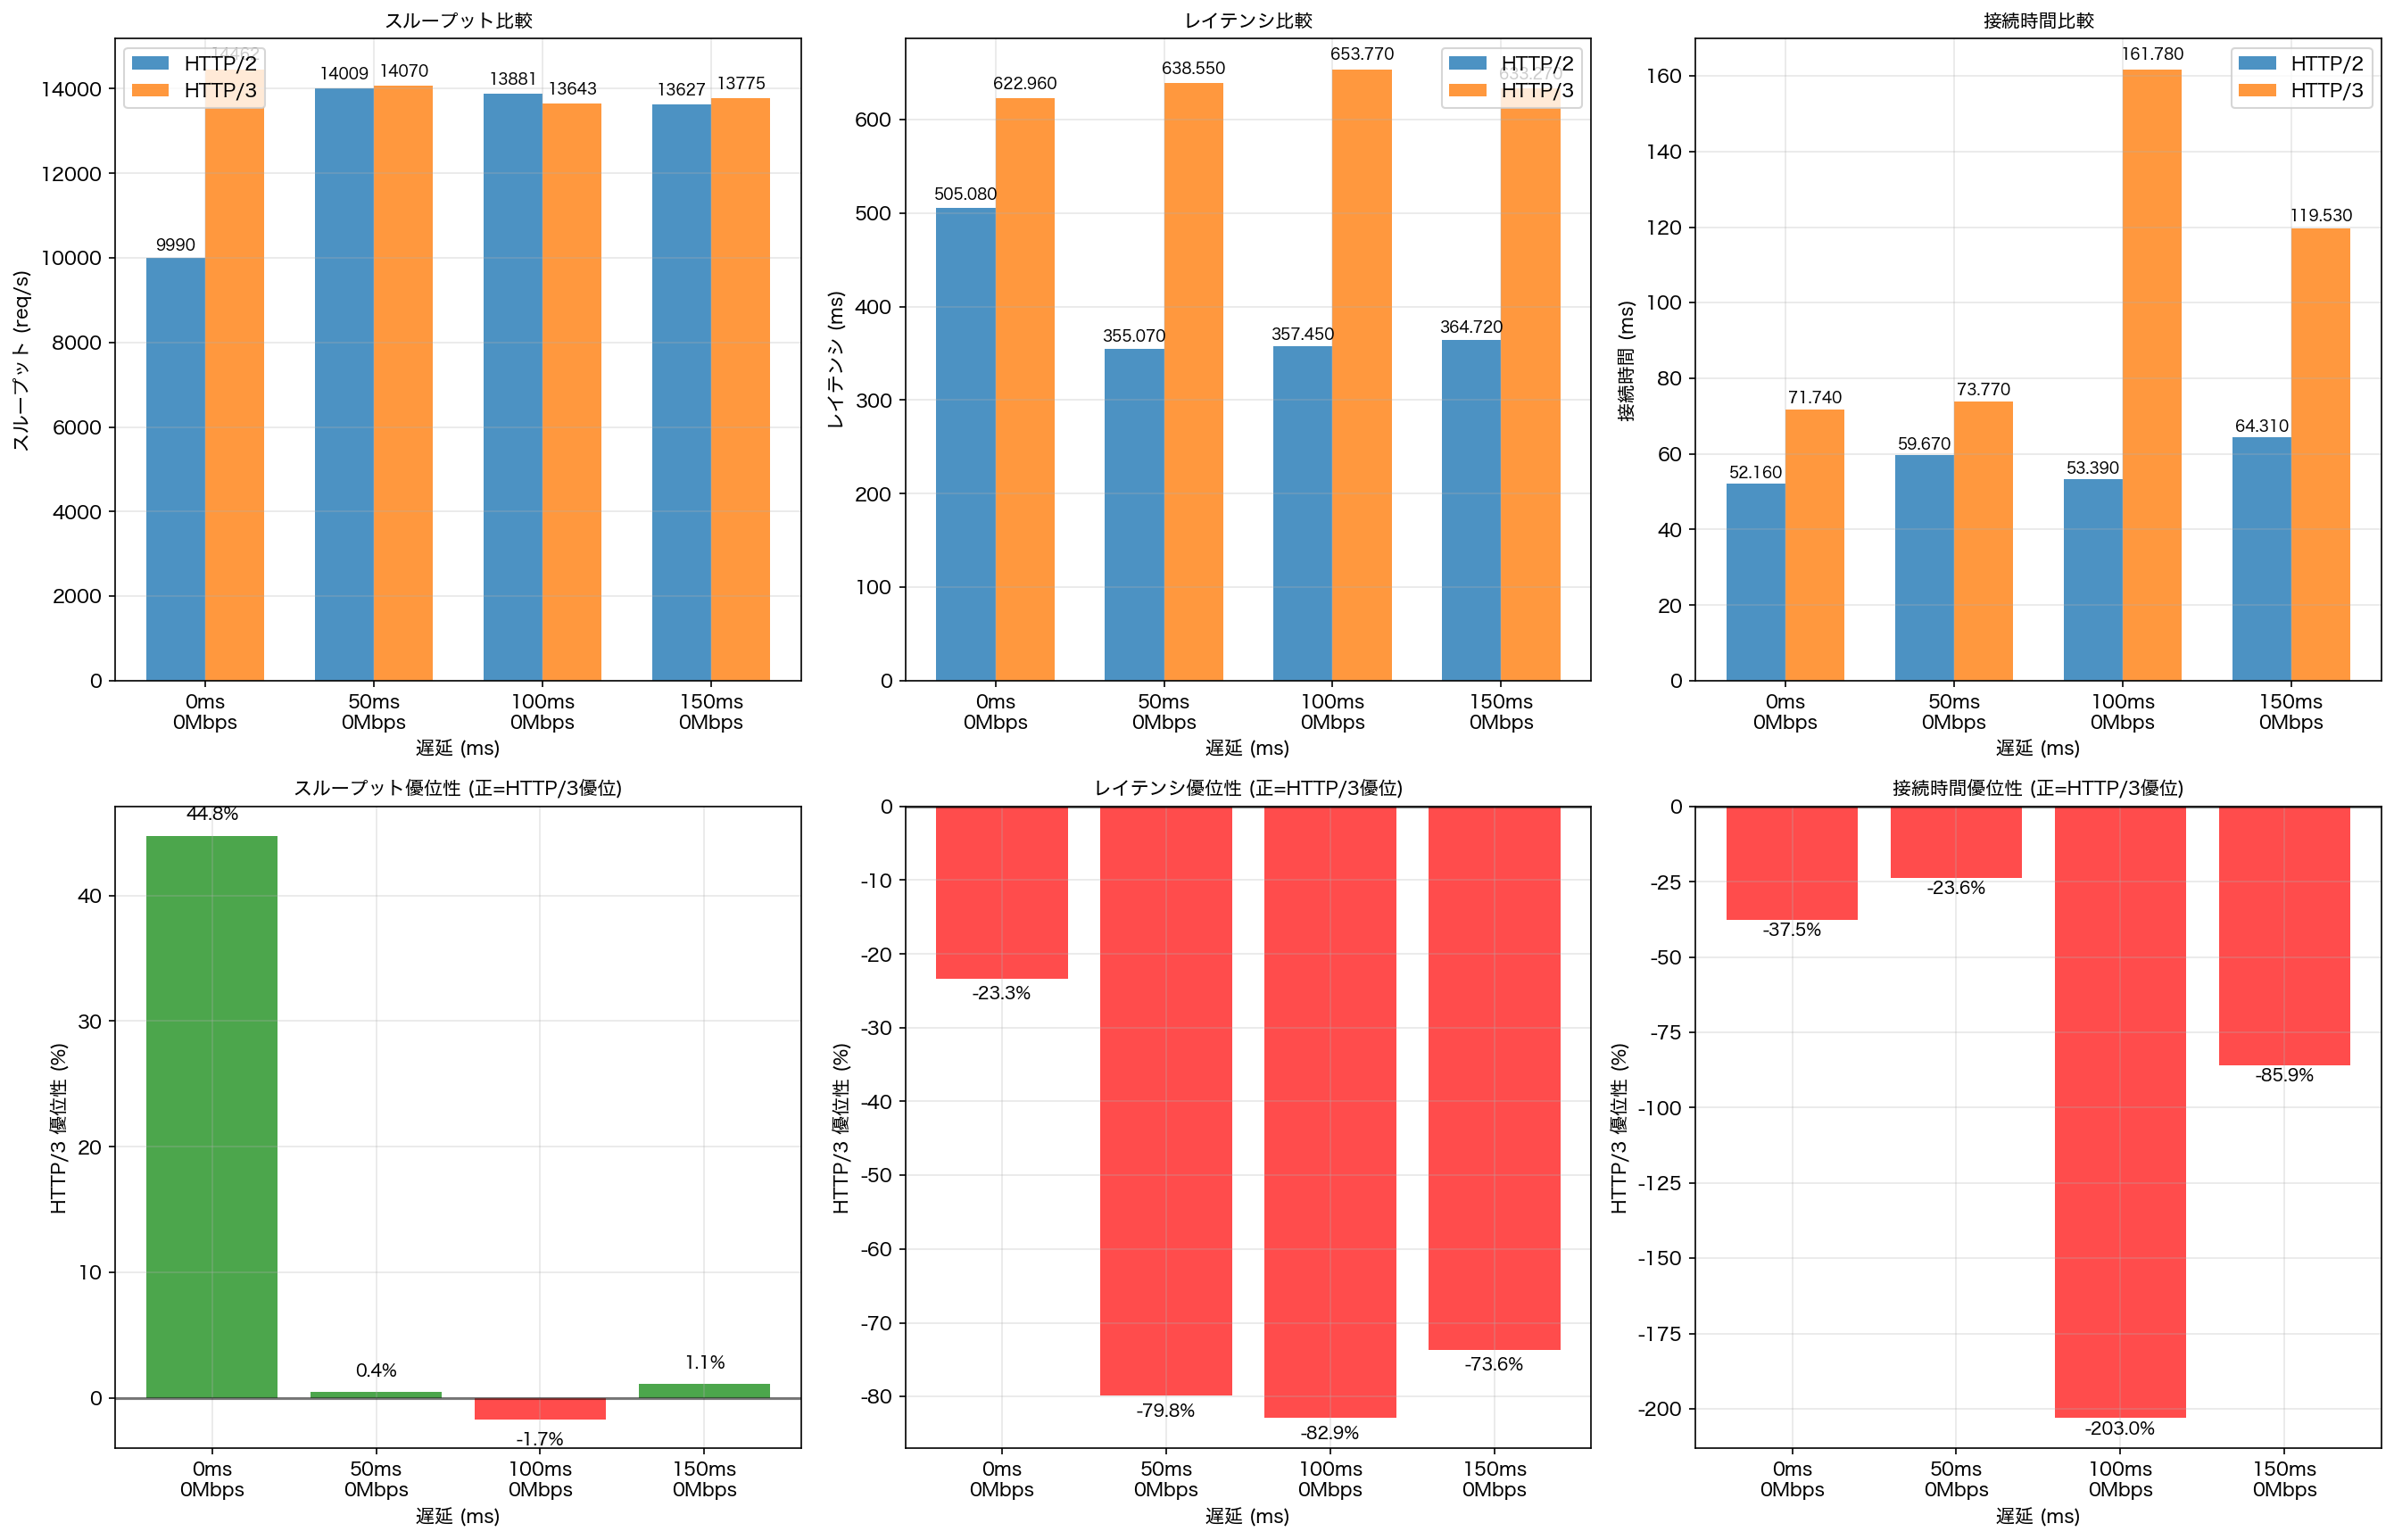 スループット比較
14462
HTTP/2
HTTP/3
9990
14009
14070
13881
13643
13627
13775
14000
12000
10000
8000
6000
4000
2000
0
スループット (req/s)
0ms
0Mbps
50ms
0Mbps
100ms
0Mbps
150ms
0Mbps
遅延 (ms)
レイテンシ比較
HTTP/2
HTTP/3
622.960
638.550
653.770
633.270
505.080
355.070
357.450
364.720
600
500
400
300
200
100
0
レイテンシ (ms)
0ms
0Mbps
50ms
0Mbps
100ms
0Mbps
150ms
0Mbps
遅延 (ms)
接続時間比較
HTTP/2
HTTP/3
161.780
119.530
71.740
73.770
52.160
59.670
53.390
64.310
160
140
120
100
80
60
40
20
0
接続時間 (ms)
0ms
0Mbps
50ms
0Mbps
100ms
0Mbps
150ms
0Mbps
遅延 (ms)
スループット優位性 (正=HTTP/3優位)
44.8%
0.4%
-1.7%
1.1%
40
30
20
10
0
HTTP/3 優位性 (%)
0ms
0Mbps
50ms
0Mbps
100ms
0Mbps
150ms
0Mbps
遅延 (ms)
レイテンシ優位性 (正=HTTP/3優位)
0
-10
-20
-30
-40
-50
-60
-70
-80
-23.3%
-79.8%
-82.9%
-73.6%
HTTP/3 優位性 (%)
0ms
0Mbps
50ms
0Mbps
100ms
0Mbps
150ms
0Mbps
遅延 (ms)
接続時間優位性 (正=HTTP/3優位)
0
-25
-50
-75
-100
-125
-150
-175
-200
-37.5%
-23.6%
-203.0%
-85.9%
HTTP/3 優位性 (%)
0ms
0Mbps
50ms
0Mbps
100ms
0Mbps
150ms
0Mbps
遅延 (ms)